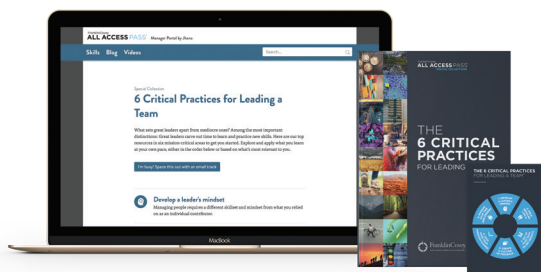 FranklinCovey
ALL ACCESS PASS® Manager Portal by Jhana
Skills Blog Videos
Search...
Special Collection
6 Critical Practices for Leading a
Team
What sets great leaders apart from mediocre ones? Among the most important
distinctions: Great leaders carve out time to learn and practice new skills. Here are our top
resources in six mission critical areas to get you started. Explore and apply what you learn
at your own pace, either in the order below or based on what's most relevant to you.
I'm busy! Space this out with an email track
Develop a leader's mindset
Managing people requires a different skillset and mindset from what you relied
on as an individual contributor.
MacBook
ALL ACCESS PASS
THE
6 CRITICAL
PRACTICES
FOR LEADING
FranklinCovey
THE 6 CRITICAL PRACTICES
FOR LEADING A TEAM